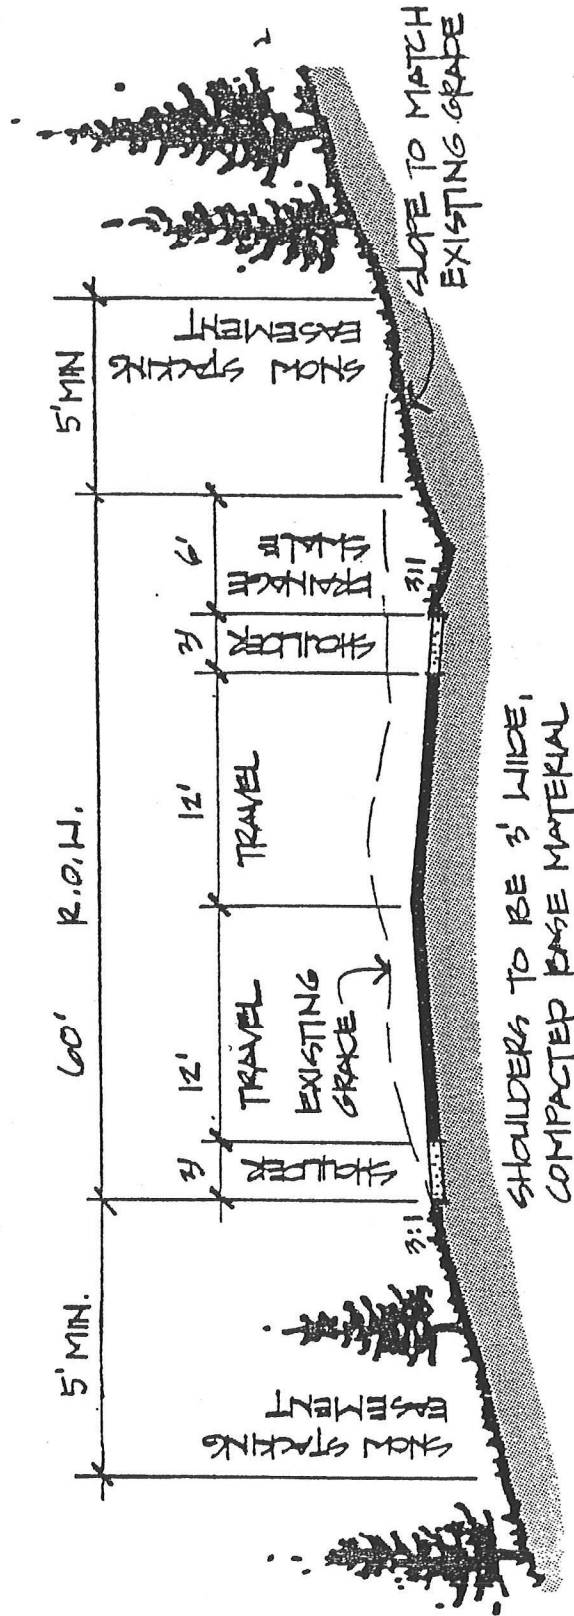 5' MIN.
60' R.O.W.
5' MIN
3'
12'
12'
3'
6'
SNOW STACKING
EASEMENT
SHOULDER
TRAVEL
TRAVEL
SHOULDER
DRAINAGE
SWALE
SNOW STACKING
EASEMENT
EXISTING
GRADE
3:1
3:1
SLOPE TO MATCH
EXISTING GRADE
SHOULDERS TO BE 3' WIDE,
COMPACTED BASE MATERIAL